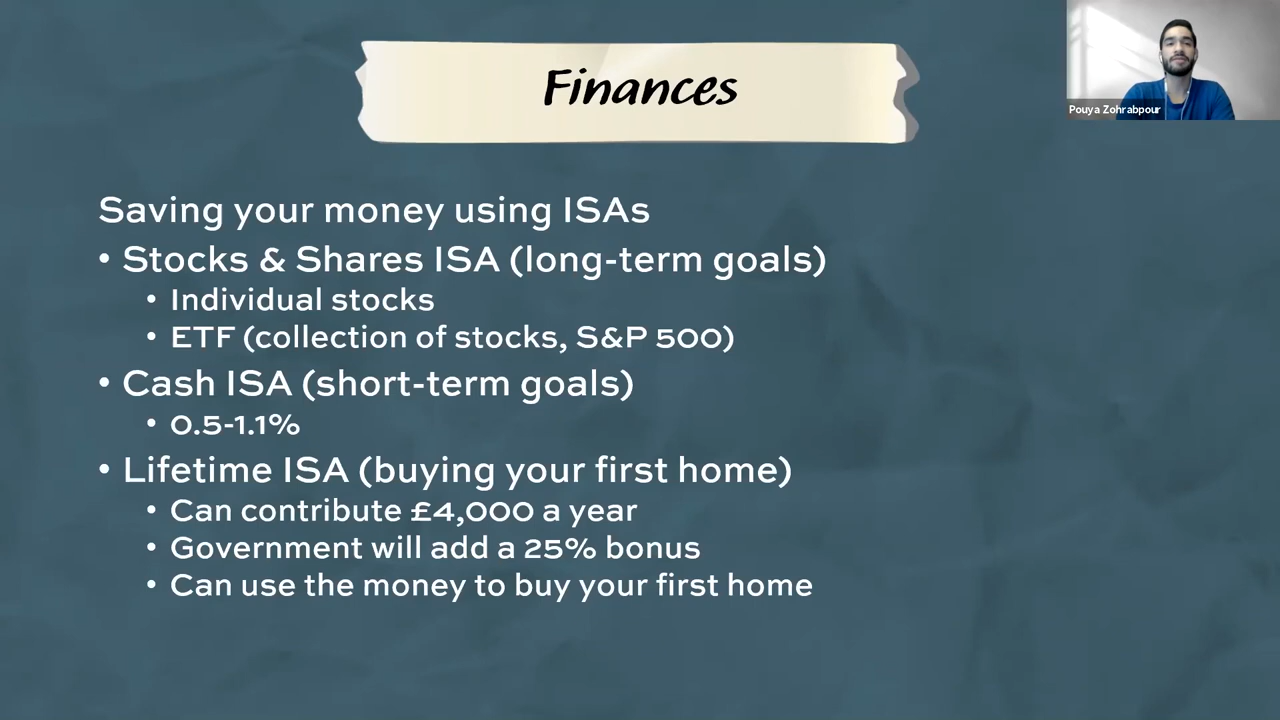 Finances
Pouya Zohrabpour
Saving your money using ISAs
• Stocks & Shares ISA (long-term goals)
• Individual stocks
• ETF (collection of stocks, S&P 500)
• Cash ISA (short-term goals)
• 0.5-1.1%
• Lifetime ISA (buying your first home)
• Can contribute £4,000 a year
• Government will add a 25% bonus
• Can use the money to buy your first home